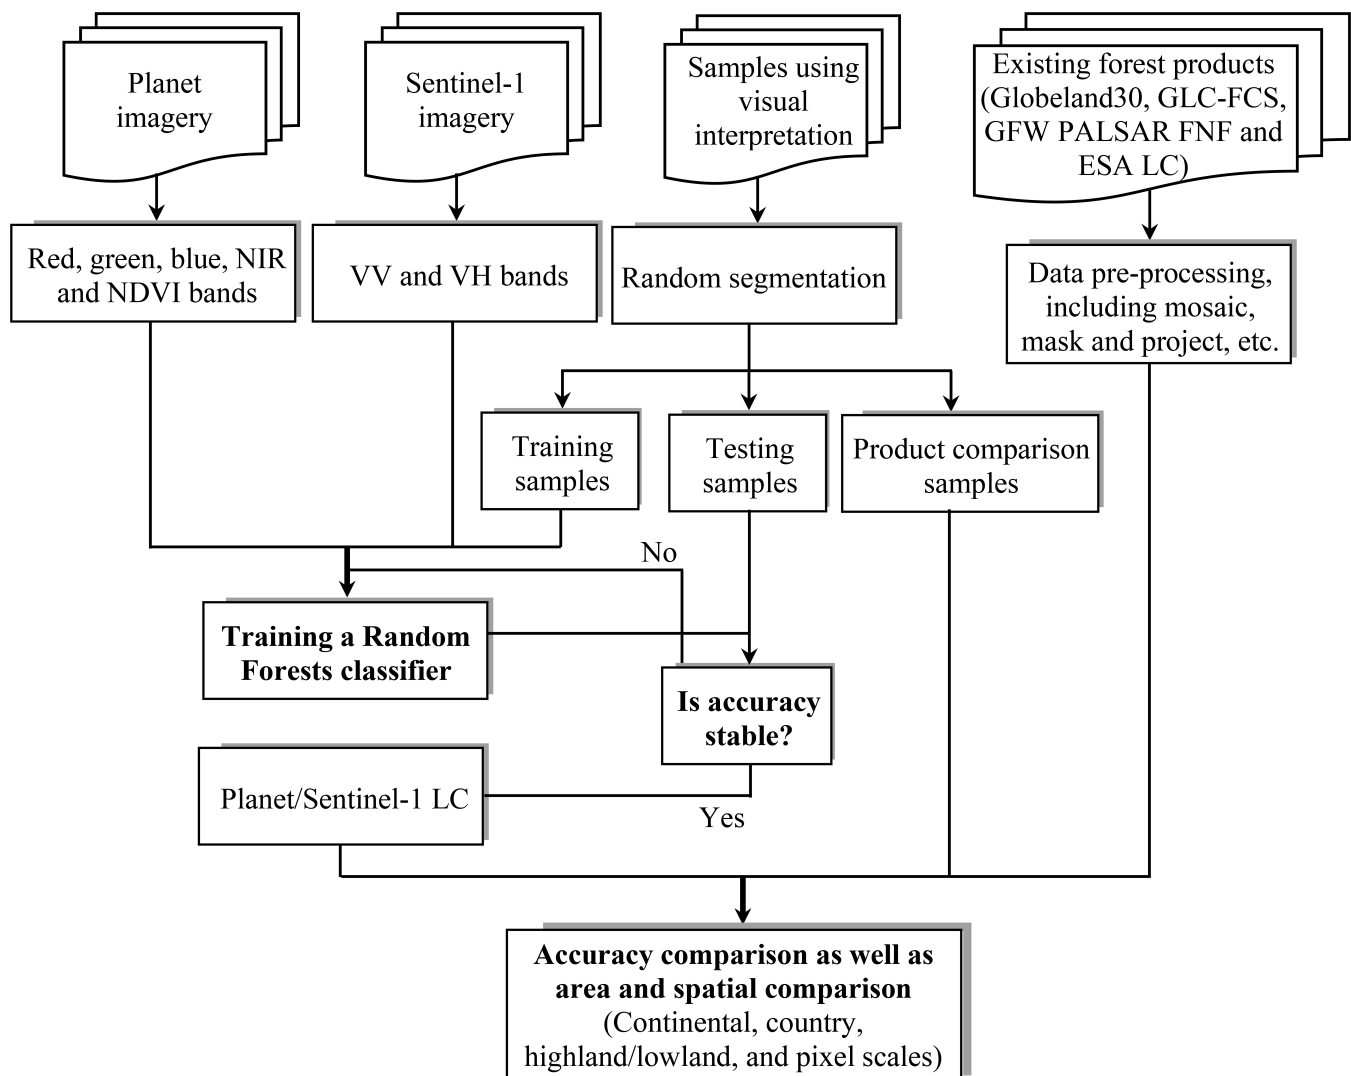 Planet
imagery
Sentinel-1
imagery
Samples using
visual
interpretation
Existing forest products
(Globeland30, GLC-FCS,
GFW PALSAR FNF and
ESA LC)
Red, green, blue, NIR
and NDVI bands
VV and VH bands
Random segmentation
Data pre-processing,
including mosaic,
mask and project, etc.
Training
samples
Testing
samples
Product comparison
samples
No
Training a Random
Forests classifier
Is accuracy
stable?
Planet/Sentinel-1 LC
Yes
Accuracy comparison as well as
area and spatial comparison
(Continental, country,
highland/lowland, and pixel scales)